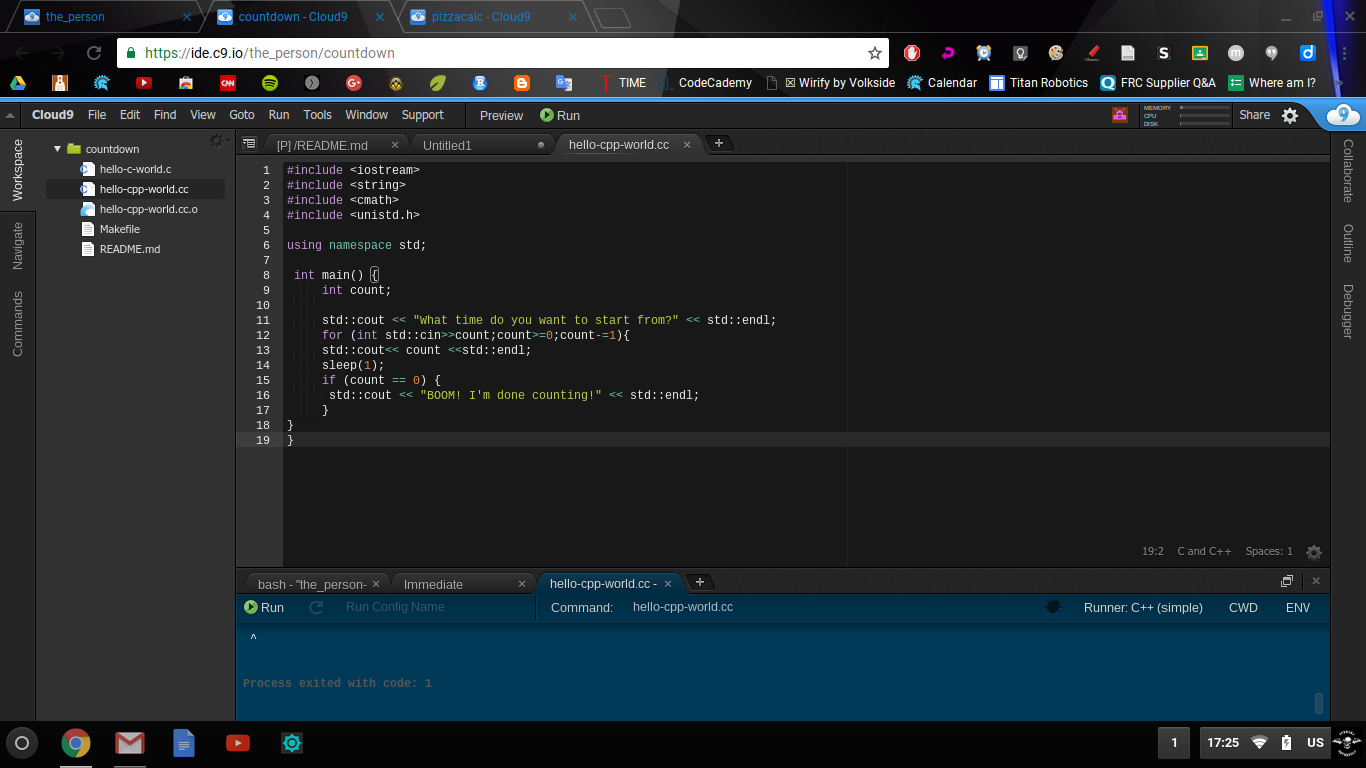 the_person
countdown - Cloud9
pizzacalc - Cloud9
https://ide.c9.io/the_person/countdown
CNN
TIME
CodeCademy
Wirify by Volkside
Calendar
Titan Robotics
FRC Supplier Q&A
Where am I?
Cloud9 File Edit Find View Goto Run Tools Window Support Preview Run
MEMORY
CPU
DISK
Share
Workspace
Navigate
Commands
countdown
hello-c-world.c
hello-cpp-world.cc
hello-cpp-world.cc.o
Makefile
README.md
[P] /README.md
Untitled1
hello-cpp-world.cc
1 #include <iostream>
2 #include <string>
3 #include <cmath>
4 #include <unistd.h>
5
6 using namespace std;
7
8 int main() {
9 int count;
10
11 std::cout << "What time do you want to start from?" << std::endl;
12 for (int std::cin>>count;count>=0;count-=1){
13 std::cout<< count <<std::endl;
14 sleep(1);
15 if (count == 0) {
16 std::cout << "BOOM! I'm done counting!" << std::endl;
17 }
18 }
19 }
19:2 C and C++ Spaces: 1
Collaborate
Outline
Debugger
bash - "the_person-
Immediate
hello-cpp-world.cc -
Run
Run Config Name
Command: hello-cpp-world.cc
Runner: C++ (simple)
CWD
ENV
^
Process exited with code: 1
1
17:25
US